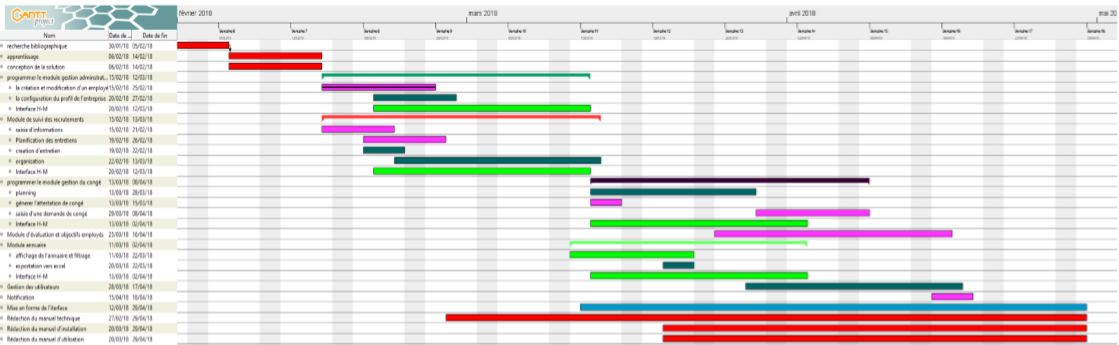 GANTT
project
février 2018 mars 2018 avril 2018 mai 20
Nom Date de ... Date de fin
recherche bibliographique 30/01/18 05/02/18
apprentissage 06/02/18 14/02/18
conception de la solution 06/02/18 14/02/18
programmer le module gestion adminstrat... 15/02/18 12/03/18
la création et modification d'un employé 15/02/18 25/02/18
la configuration du profil de l'entreprise 20/02/18 27/02/18
Interface H-M 20/02/18 12/03/18
Module de suivi des recrutements 15/02/18 13/03/18
saisie d'informations 15/02/18 21/02/18
Planification des entretiens 19/02/18 26/02/18
creation d'entretien 19/02/18 22/02/18
organisation 22/02/18 13/03/18
Interface H-M 20/02/18 12/03/18
programmer le module gestion du congé 13/03/18 08/04/18
planning 13/03/18 28/03/18
génerer l'attestation de congé 13/03/18 15/03/18
saisie d'une demande de congé 29/03/18 08/04/18
Interface H-M 13/03/18 02/04/18
Module d'évaluation et objectifs employés 25/03/18 16/04/18
Module annuaire 11/03/18 02/04/18
affichage de l'annuaire et filtrage 11/03/18 22/03/18
exportation vers excel 20/03/18 22/03/18
Interface H-M 13/03/18 02/04/18
Gestion des utilisateurs 28/03/18 17/04/18
Notification 15/04/18 18/04/18
Mise en forme de l'iterface 12/03/18 29/04/18
Rédaction du manuel technique 27/02/18 29/04/18
Rédaction du manuel d'installation 20/03/18 29/04/18
Rédaction du manuel d'utilisation 20/03/18 29/04/18